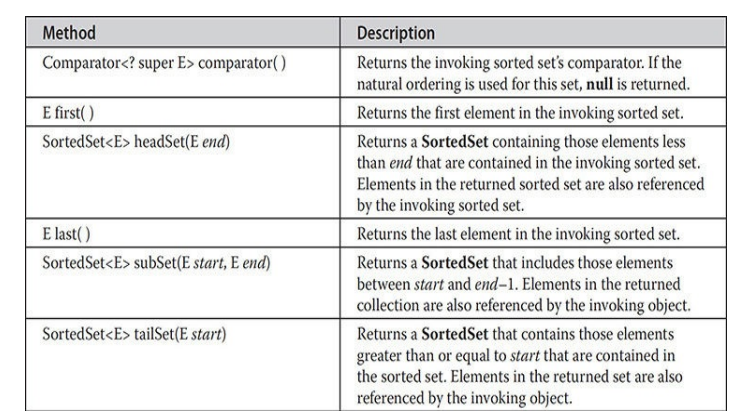 Method Description
Comparator<? super E> comparator( ) Returns the invoking sorted set's comparator. If the
natural ordering is used for this set, null is returned.
E first( ) Returns the first element in the invoking sorted set.
SortedSet<E> headSet(E end) Returns a SortedSet containing those elements less
than end that are contained in the invoking sorted set.
Elements in the returned sorted set are also referenced
by the invoking sorted set.
E last( ) Returns the last element in the invoking sorted set.
SortedSet<E> subSet(E start, E end) Returns a SortedSet that includes those elements
between start and end–1. Elements in the returned
collection are also referenced by the invoking object.
SortedSet<E> tailSet(E start) Returns a SortedSet that contains those elements
greater than or equal to start that are contained in
the sorted set. Elements in the returned set are also
referenced by the invoking object.